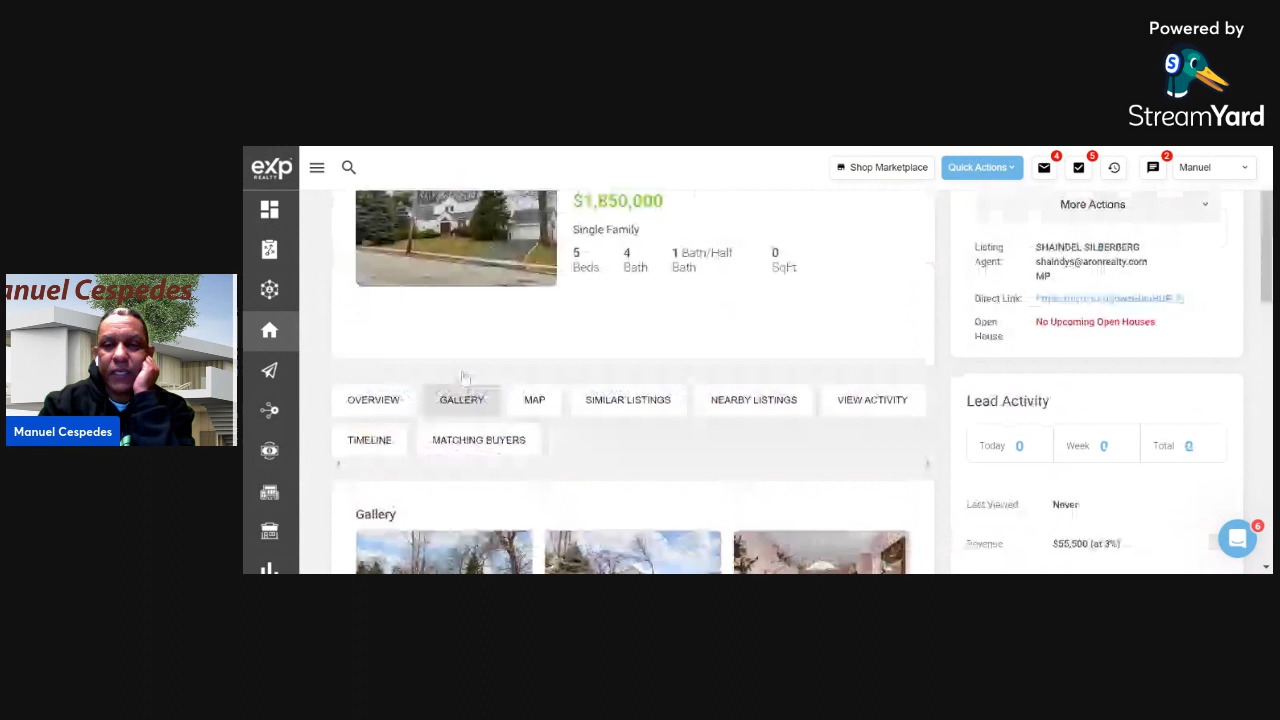 Powered by
StreamYard
anuel Cespedes
Manuel Cespedes
exp
REALTY
Shop Marketplace
Quick Actions
4
5
2
Manuel
$1,850,000
Single Family
5 Beds
4 Bath
1 Bath/Half Bath
0 SqFt
More Actions
Listing Agent:
SHAINDEL SILBERBERG
shaindys@aronrealty.com
MP
Direct Link:
Open House:
No Upcoming Open Houses
OVERVIEW
GALLERY
MAP
SIMILAR LISTINGS
NEARBY LISTINGS
VIEW ACTIVITY
TIMELINE
MATCHING BUYERS
Lead Activity
Today 0
Week 0
Total 0
Last Viewed Never
Revenue $55,500 (at 3%)
6
Gallery